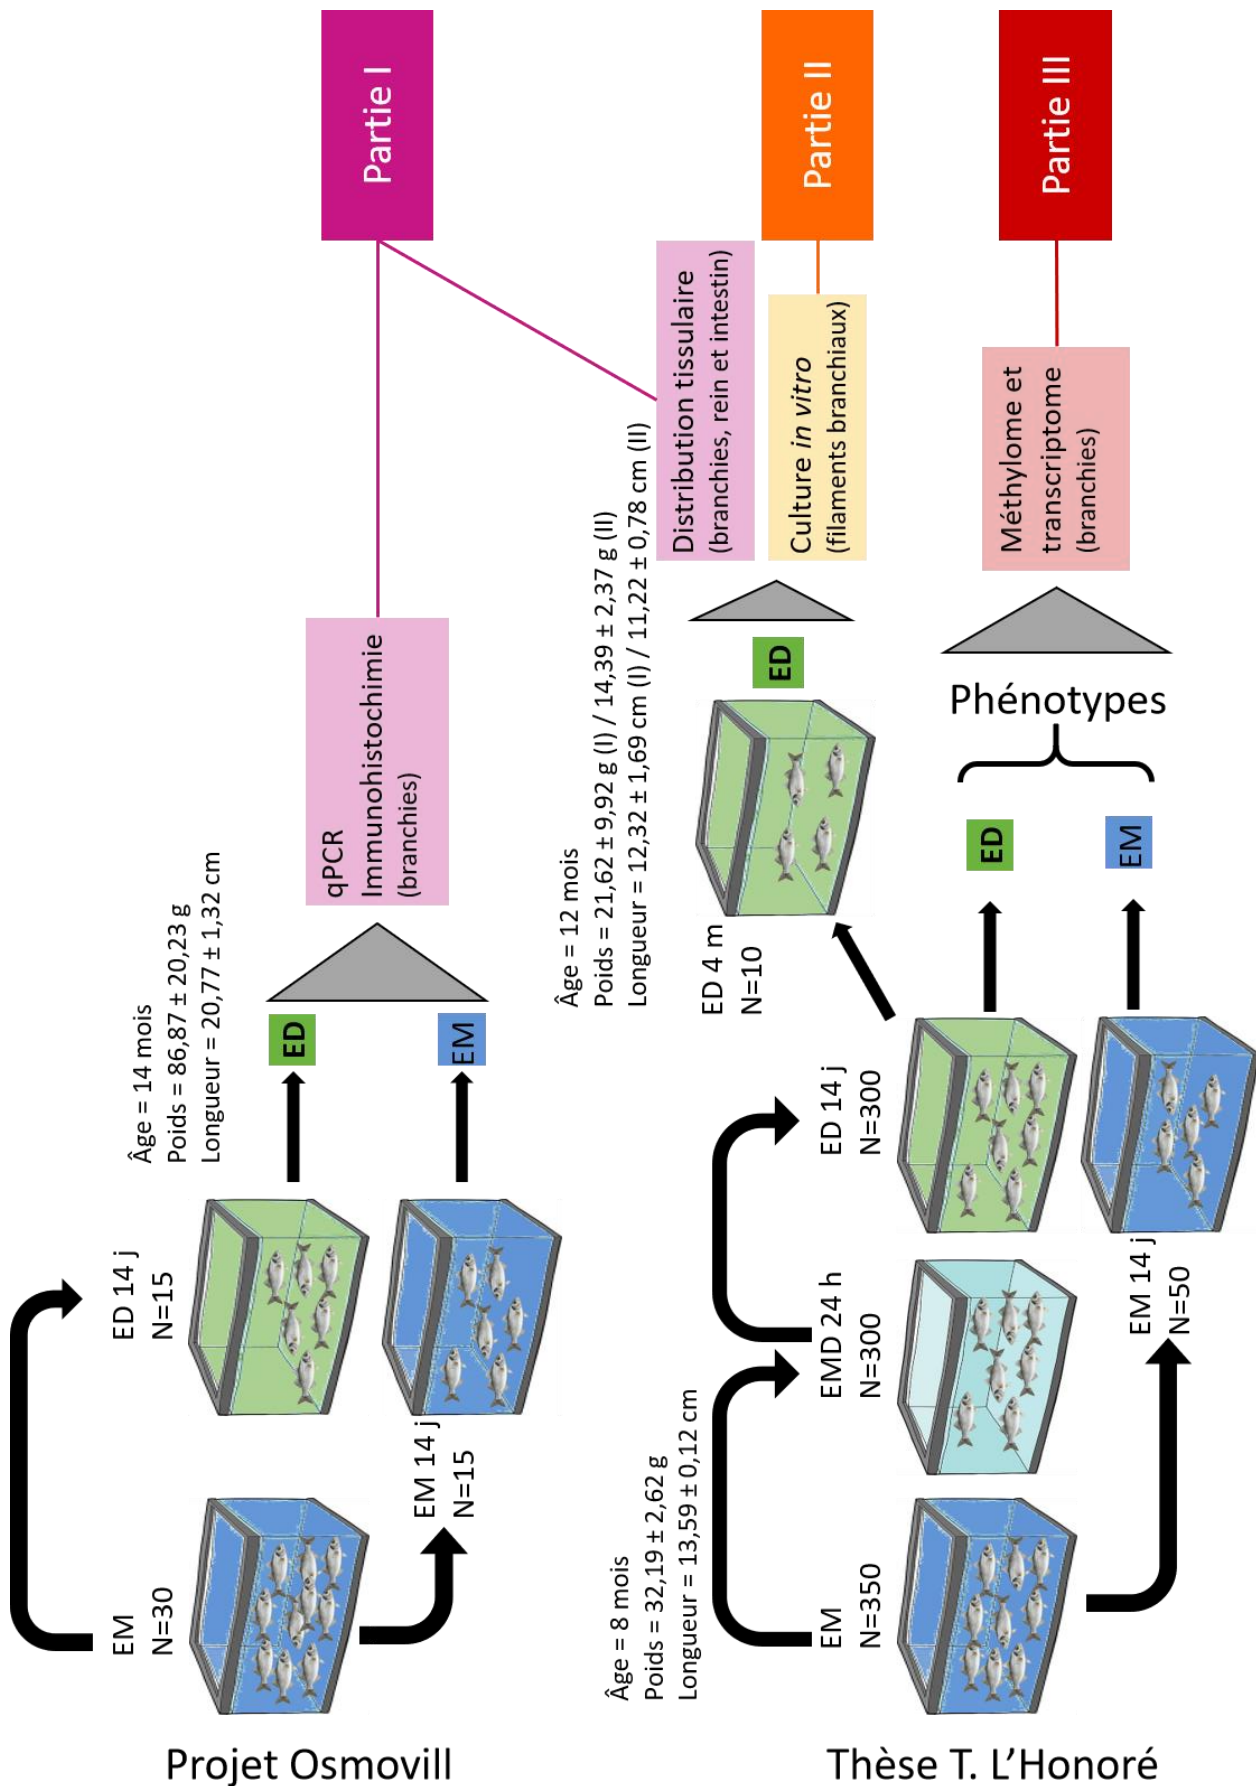 Projet Osmovill
EM
N=30
ED 14 j
N=15
EM 14 j
N=15
Âge = 14 mois
Poids = 86,87 ± 20,23 g
Longueur = 20,77 ± 1,32 cm
ED
EM
qPCR
Immunohistochimie
(branchies)
Partie I
Thèse T. L'Honoré
Âge = 8 mois
Poids = 32,19 ± 2,62 g
Longueur = 13,59 ± 0,12 cm
EM
N=350
EMD 24 h
N=300
ED 14 j
N=300
EM 14 j
N=50
ED 4 m
N=10
Âge = 12 mois
Poids = 21,62 ± 9,92 g (I) / 14,39 ± 2,37 g (II)
Longueur = 12,32 ± 1,69 cm (I) / 11,22 ± 0,78 cm (II)
ED
Distribution tissulaire
(branchies, rein et intestin)
Culture in vitro
(filaments branchiaux)
Partie II
ED
EM
Phénotypes
Méthylome et
transcriptome
(branchies)
Partie III